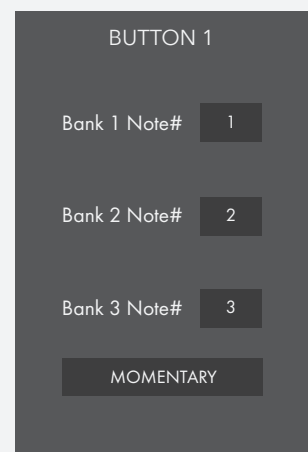 BUTTON 1
Bank 1 Note# 1
Bank 2 Note# 2
Bank 3 Note# 3
MOMENTARY